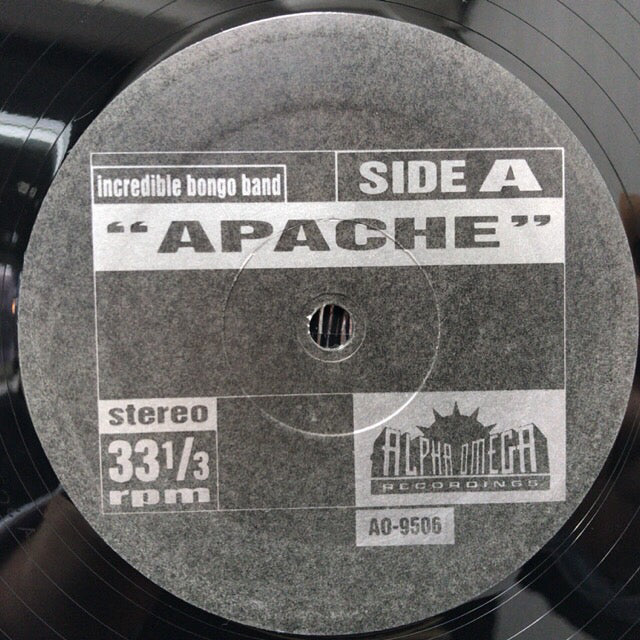 incredible bongo band
SIDE A
“APACHE”
stereo
33 1/3
rpm
ALPHA OMEGA
RECORDINGS
AO-9506